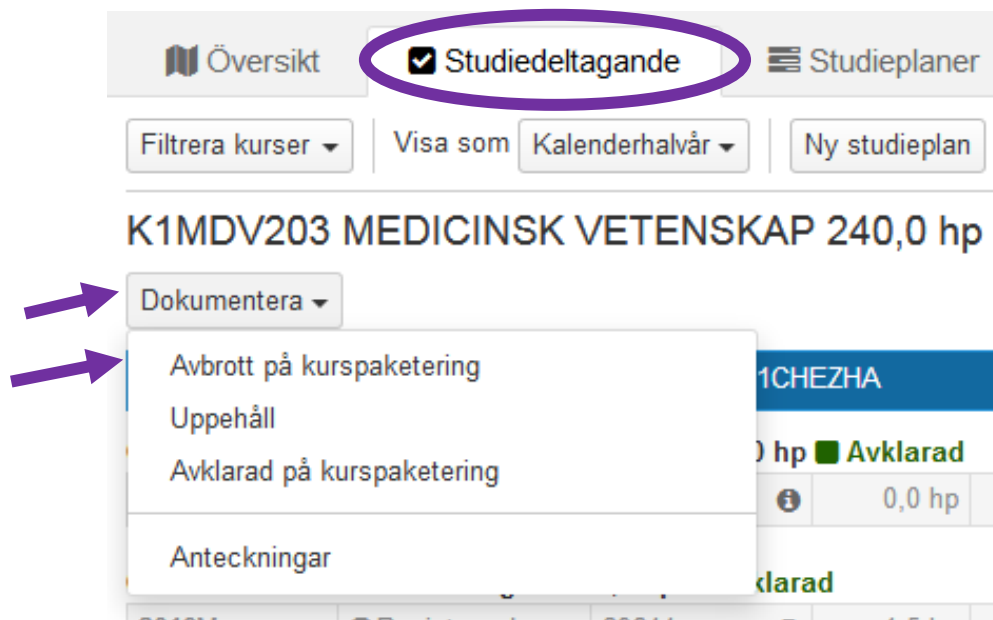 Översikt Studiedeltagande Studieplaner
Filtrera kurser Visa som Kalenderhalvår Ny studieplan
K1MDV203 MEDICINSK VETENSKAP 240,0 hp
Dokumentera
Avbrott på kurspaketering
1CHEZHA
Uppehåll
hp Avklarad
Avklarad på kurspaketering
0,0 hp
Anteckningar